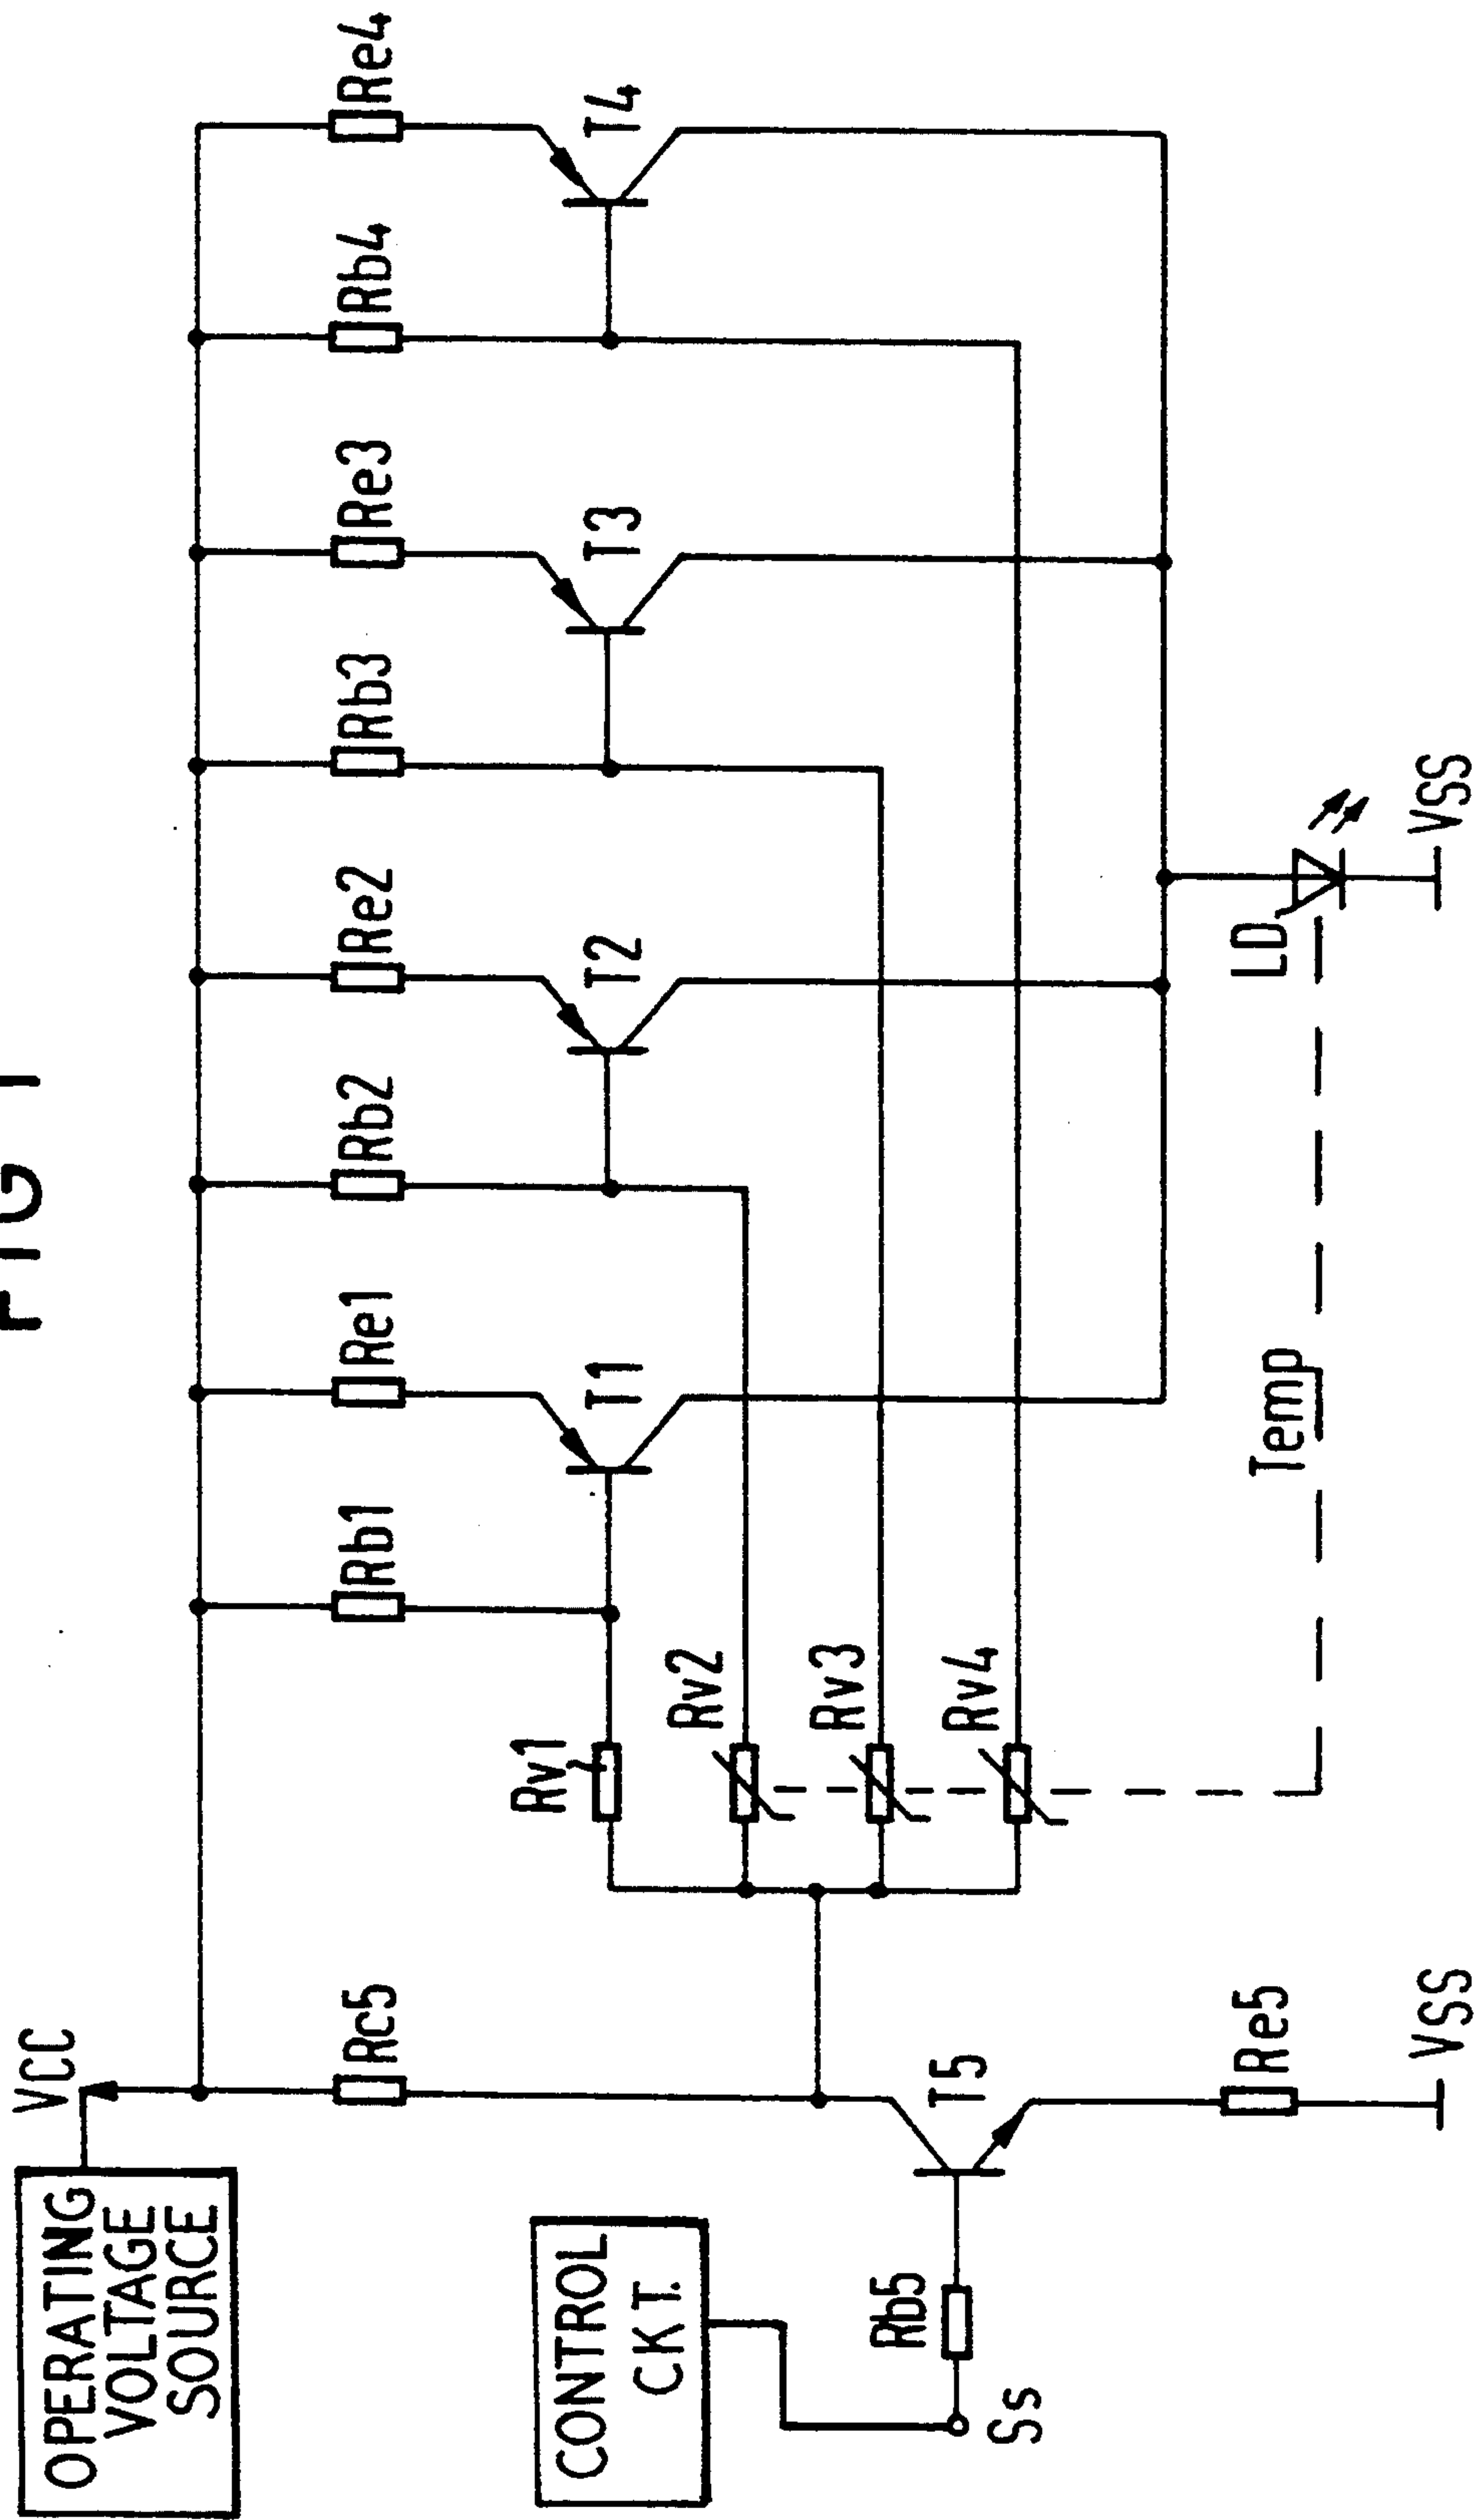 FIG 1
OPERATING
VOLTAGE
SOURCE
VCC
Rc5
Rb1
Re1
Rb2
Re2
Rb3
Re3
Rb4
Re4
CONTROL
CKT.
Rv1
T1
T2
T3
T4
Rv2
Rv3
Rv4
Ss
Rb5
T5
Re5
Temp
LD
VSS
VSS